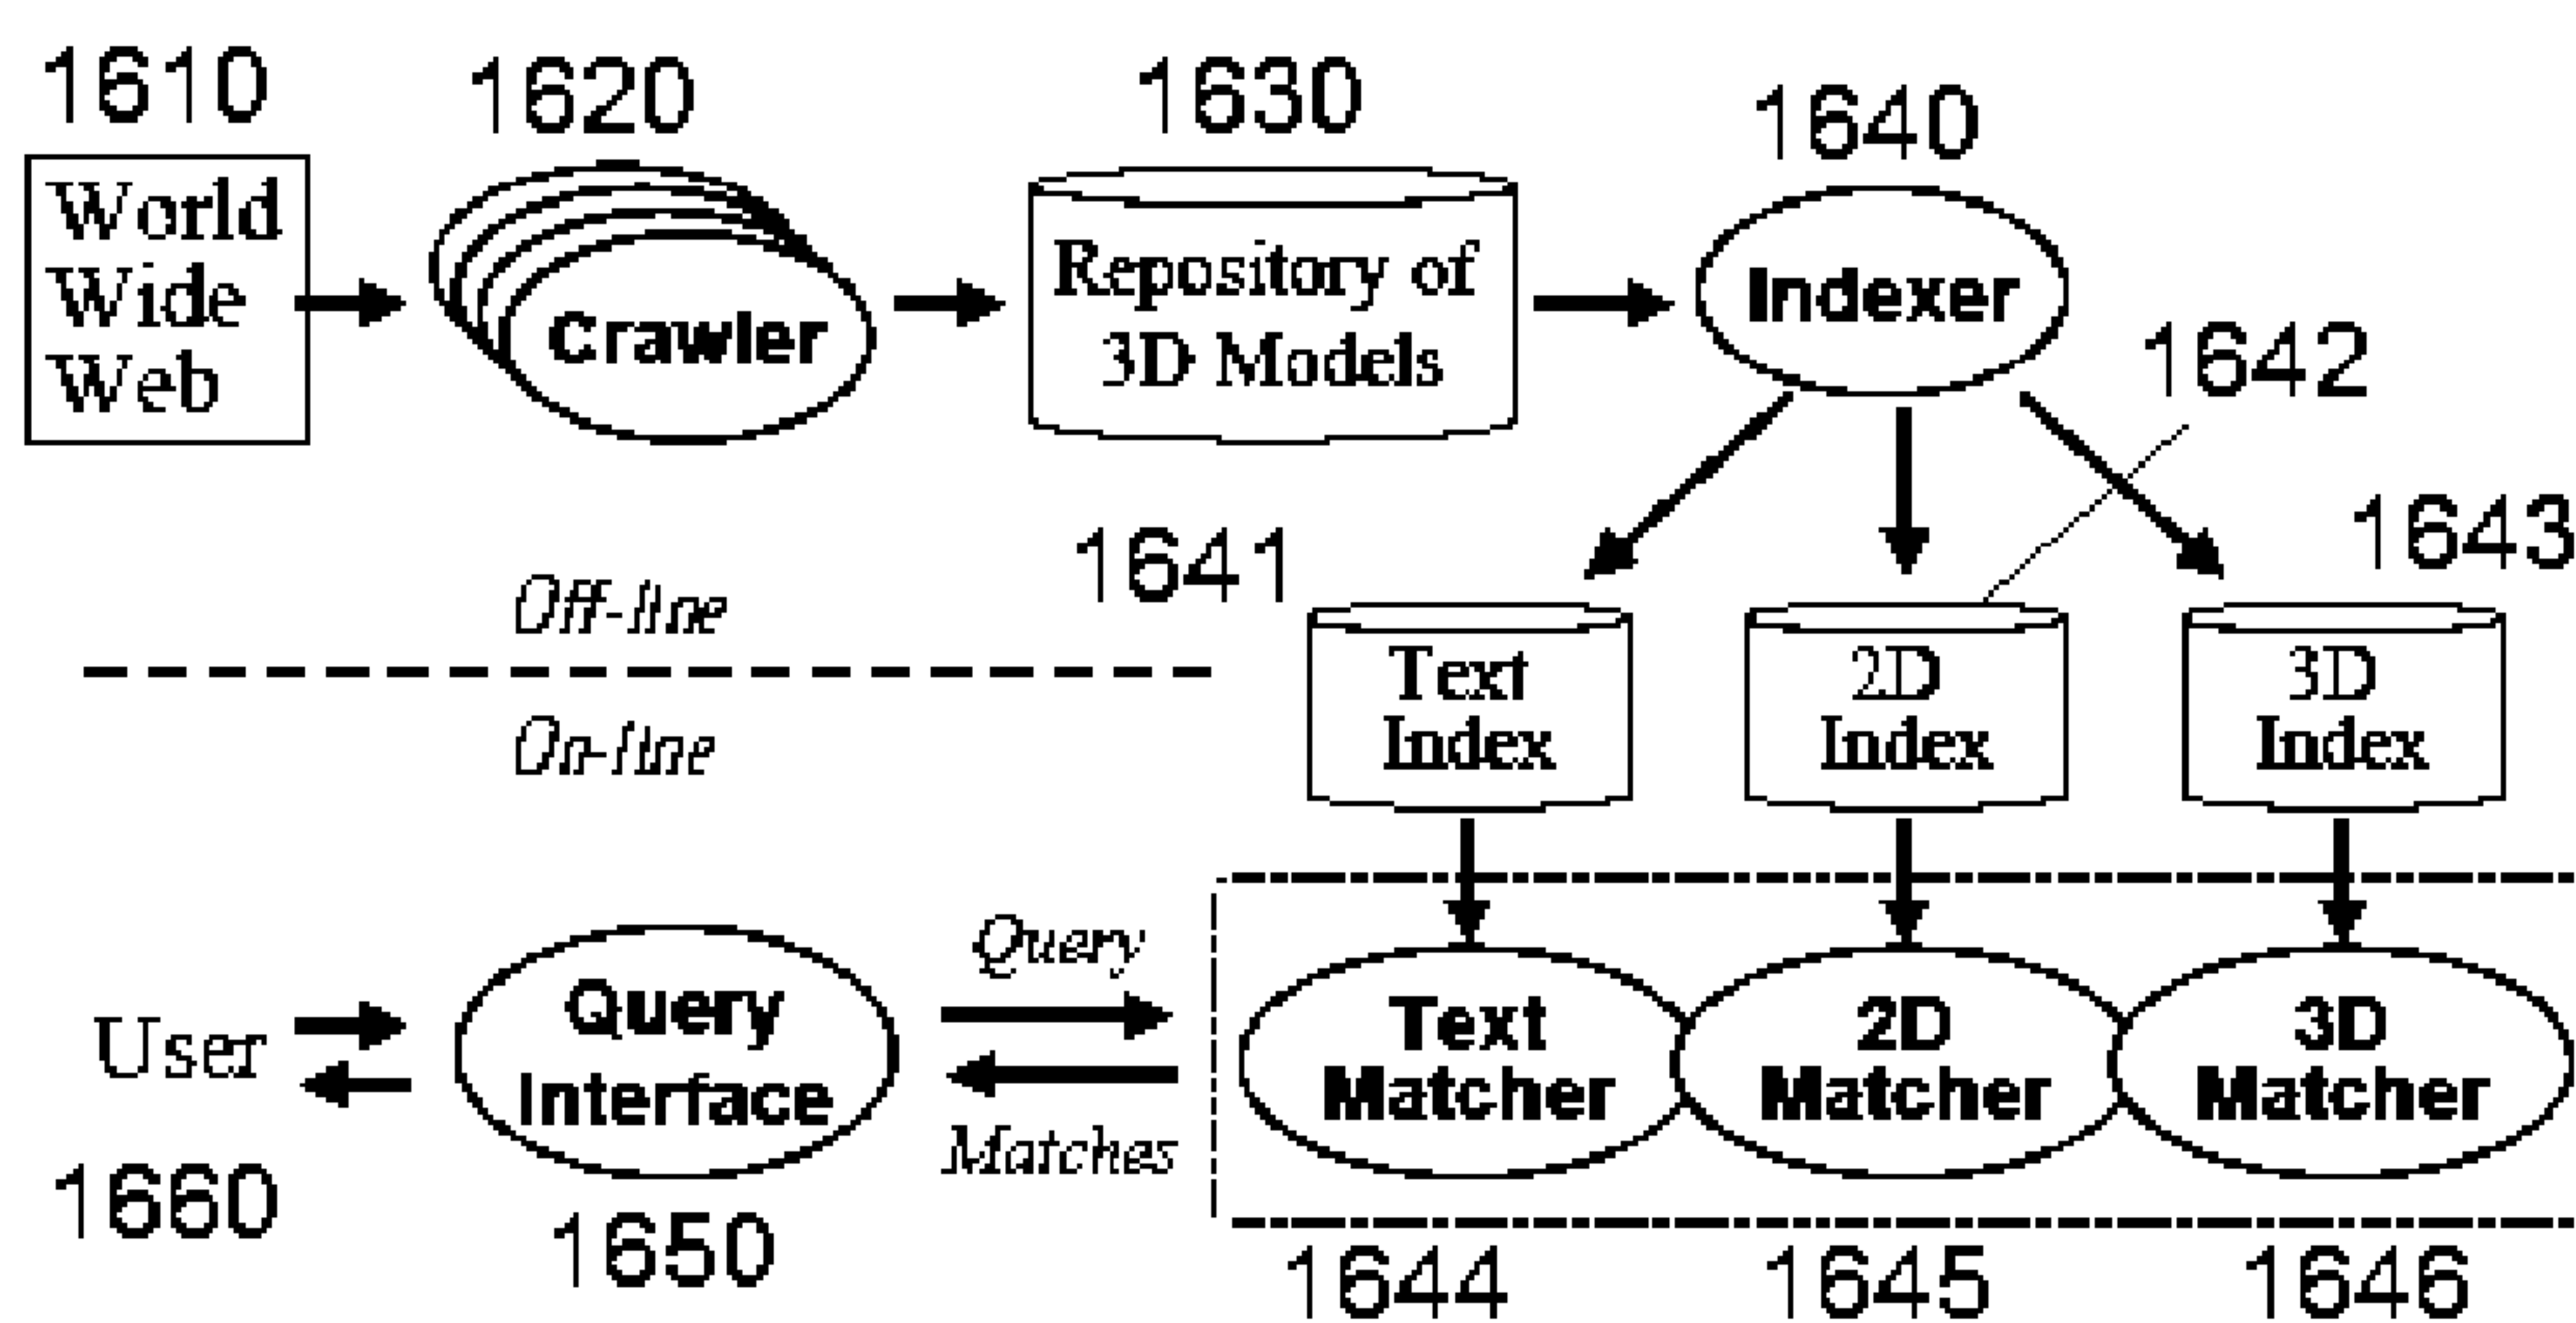 1610
1620
1630
1640
World
Wide
Web
Crawler
Repository of
3D Models
Indexer
1642
1641
1643
Off-line
On-line
Text
Index
2D
Index
3D
Index
User
Query
Interface
Query
Matches
Text
Matcher
2D
Matcher
3D
Matcher
1660
1650
1644
1645
1646